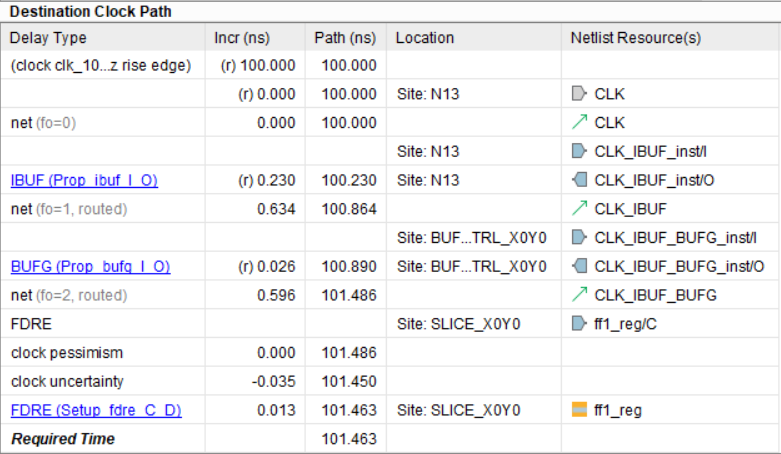 Destination Clock Path
Delay Type Incr (ns) Path (ns) Location Netlist Resource(s)
(clock clk_10...z rise edge) (r) 100.000 100.000
(r) 0.000 100.000 Site: N13 CLK
net (fo=0) 0.000 100.000 CLK
Site: N13 CLK_IBUF_inst/I
IBUF (Prop_ibuf_I_O) (r) 0.230 100.230 Site: N13 CLK_IBUF_inst/O
net (fo=1, routed) 0.634 100.864 CLK_IBUF
Site: BUF...TRL_X0Y0 CLK_IBUF_BUFG_inst/I
BUFG (Prop_bufg_I_O) (r) 0.026 100.890 Site: BUF...TRL_X0Y0 CLK_IBUF_BUFG_inst/O
net (fo=2, routed) 0.596 101.486 CLK_IBUF_BUFG
FDRE Site: SLICE_X0Y0 ff1_reg/C
clock pessimism 0.000 101.486
clock uncertainty -0.035 101.450
FDRE (Setup_fdre_C_D) 0.013 101.463 Site: SLICE_X0Y0 ff1_reg
Required Time 101.463